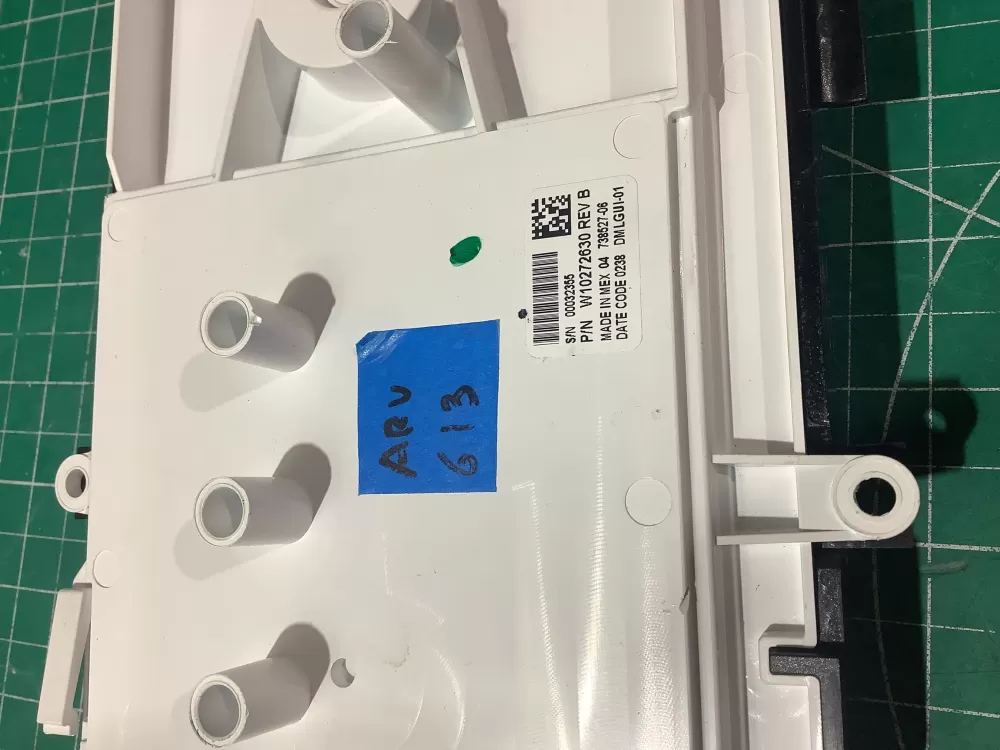 S/N 00032355
P/N W10272630 REV B
MADE IN MEX 04 738527-06
DATE CODE 0238 DMLGUI-01
ARV
613